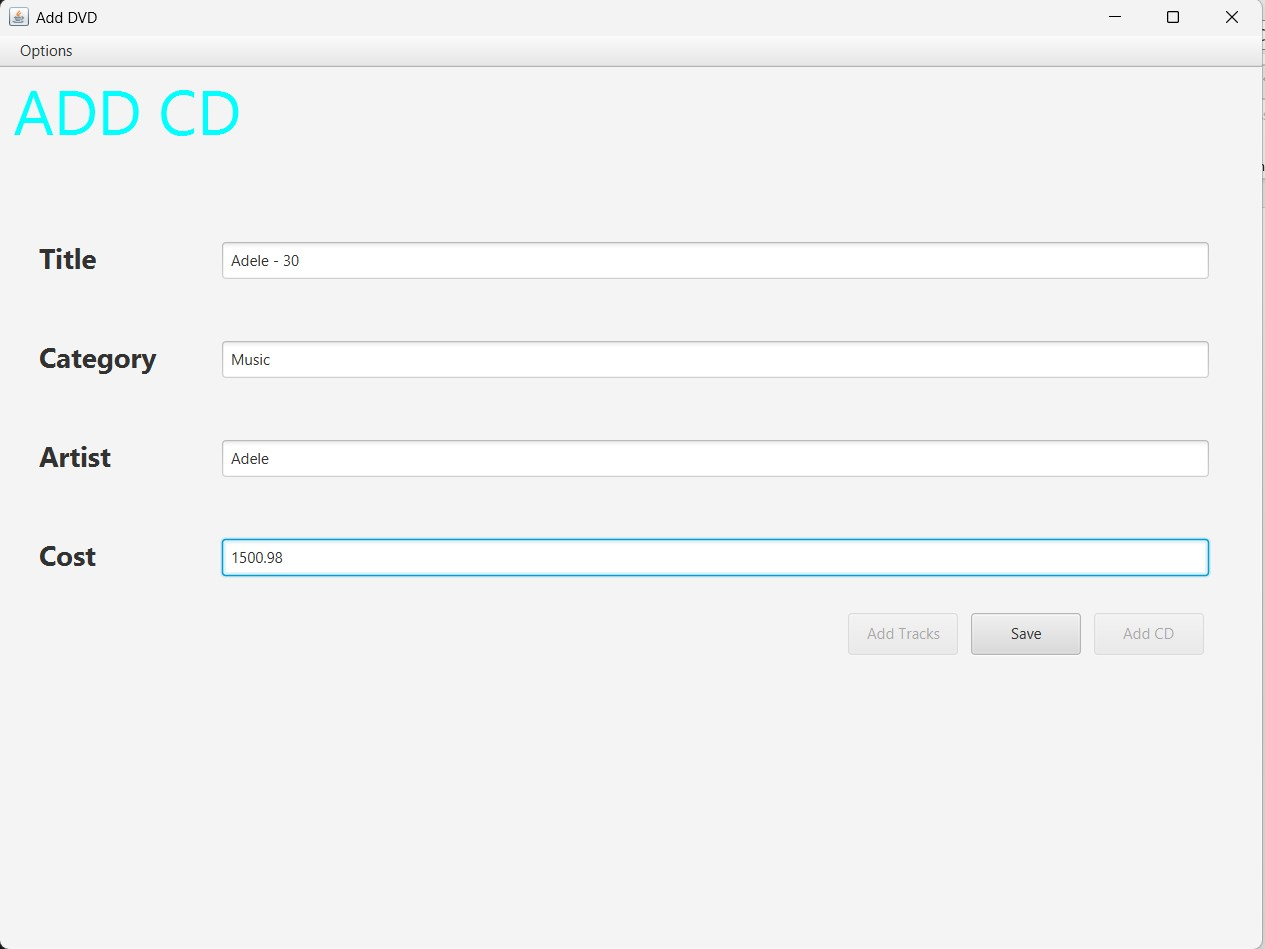 Add DVD
Options
ADD CD
Title Adele - 30
Category Music
Artist Adele
Cost 1500.98
Add Tracks Save Add CD